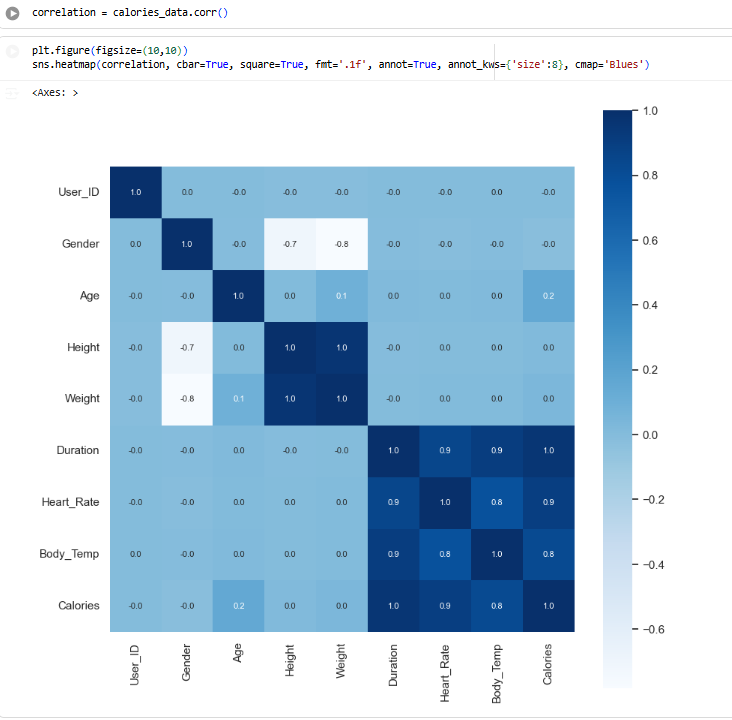 correlation = calories_data.corr()
plt.figure(figsize=(10,10))
sns.heatmap(correlation, cbar=True, square=True, fmt='.1f', annot=True, annot_kws={'size':8}, cmap='Blues')
<Axes: >
User_ID 1.0 0.0 -0.0 -0.0 -0.0 -0.0 -0.0 0.0 -0.0
Gender 0.0 1.0 -0.0 -0.7 -0.8 -0.0 -0.0 -0.0 -0.0
Age -0.0 -0.0 1.0 0.0 0.1 0.0 0.0 0.0 0.2
Height -0.0 -0.7 0.0 1.0 1.0 -0.0 0.0 0.0 0.0
Weight -0.0 -0.8 0.1 1.0 1.0 -0.0 0.0 0.0 0.0
Duration -0.0 -0.0 0.0 -0.0 -0.0 1.0 0.9 0.9 1.0
Heart_Rate -0.0 -0.0 0.0 0.0 0.0 0.9 1.0 0.8 0.9
Body_Temp 0.0 -0.0 0.0 0.0 0.0 0.9 0.8 1.0 0.8
Calories -0.0 -0.0 0.2 0.0 0.0 1.0 0.9 0.8 1.0
User_ID Gender Age Height Weight Duration Heart_Rate Body_Temp Calories
1.0
0.8
0.6
0.4
0.2
0.0
−0.2
−0.4
−0.6